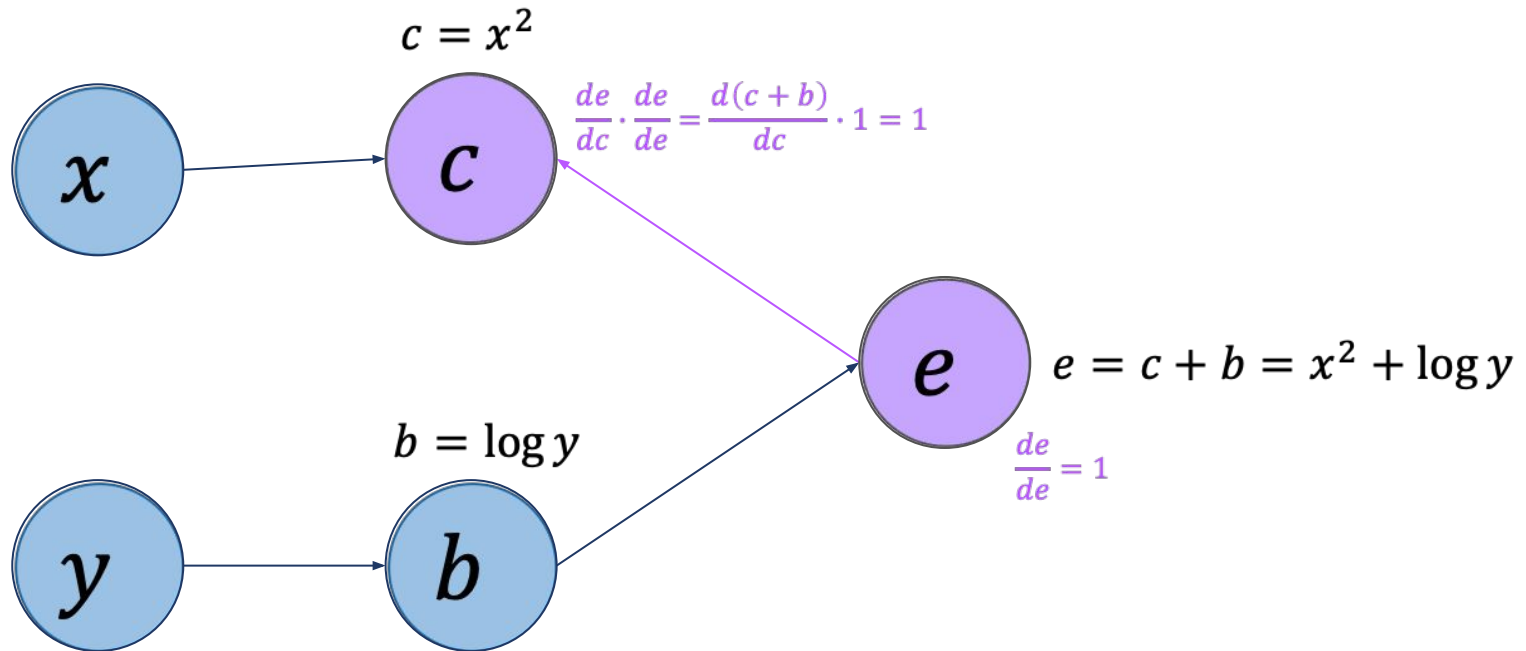 c = x²
x
c
de/dc · de/de = d(c + b)/dc · 1 = 1
e
e = c + b = x² + log y
de/de = 1
b = log y
y
b